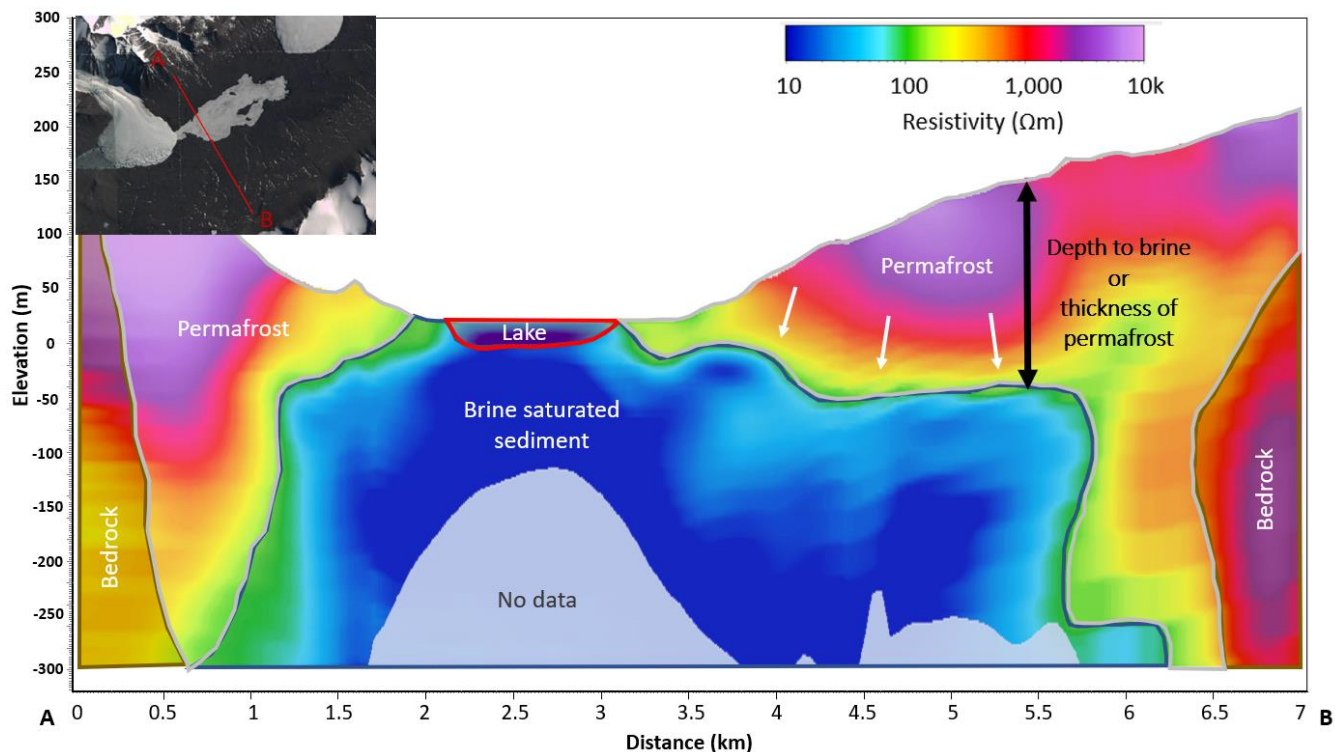 300
250
200
150
100
50
0
-50
-100
-150
-200
-250
-300
Elevation (m)
A
B
10 100 1,000 10k
Resistivity (Ωm)
Permafrost
Permafrost
Depth to brine
or
thickness of
permafrost
Lake
Brine saturated
sediment
No data
Bedrock
Bedrock
A 0 0.5 1 1.5 2 2.5 3 3.5 4 4.5 5 5.5 6 6.5 7 B
Distance (km)